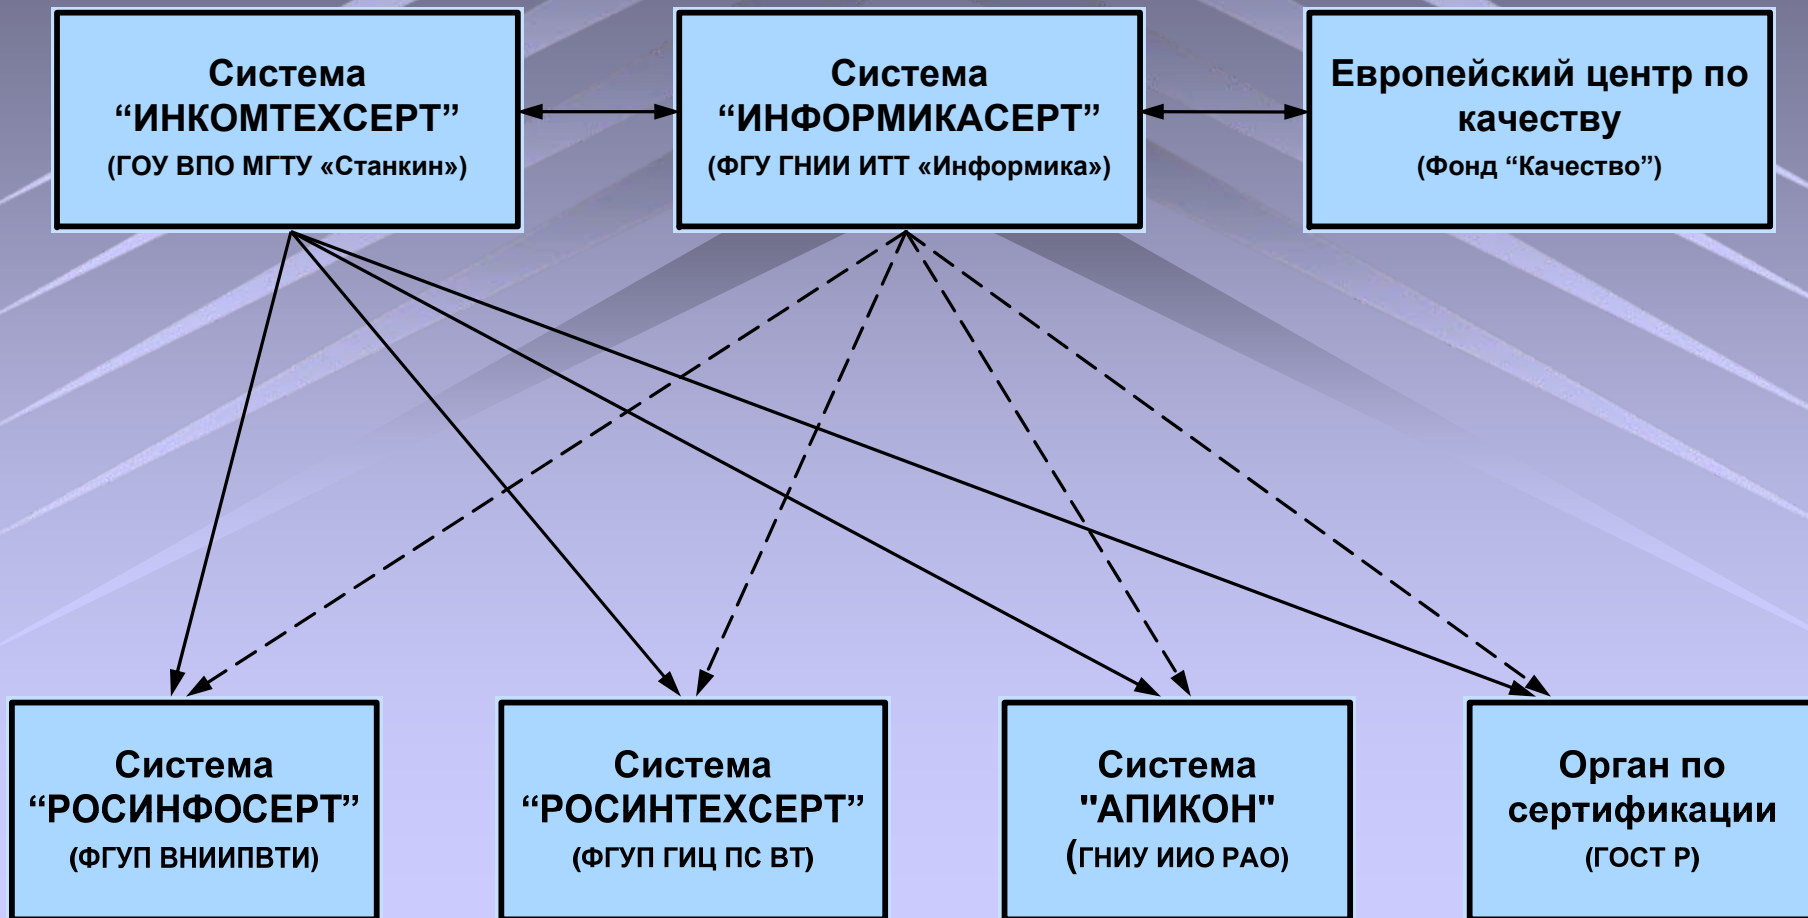 Система
“ИНКОМТЕХСЕРТ”
(ГОУ ВПО МГТУ «Станкин»)
Система
“ИНФОРМИКАСЕРТ”
(ФГУ ГНИИ ИТТ «Информика»)
Европейский центр по
качеству
(Фонд “Качество”)
Система
“РОСИНФОСЕРТ”
(ФГУП ВНИИПВТИ)
Система
“РОСИНТЕХСЕРТ”
(ФГУП ГИЦ ПС ВТ)
Система
"АПИКОН"
(ГНИУ ИИО РАО)
Орган по
сертификации
(ГОСТ Р)